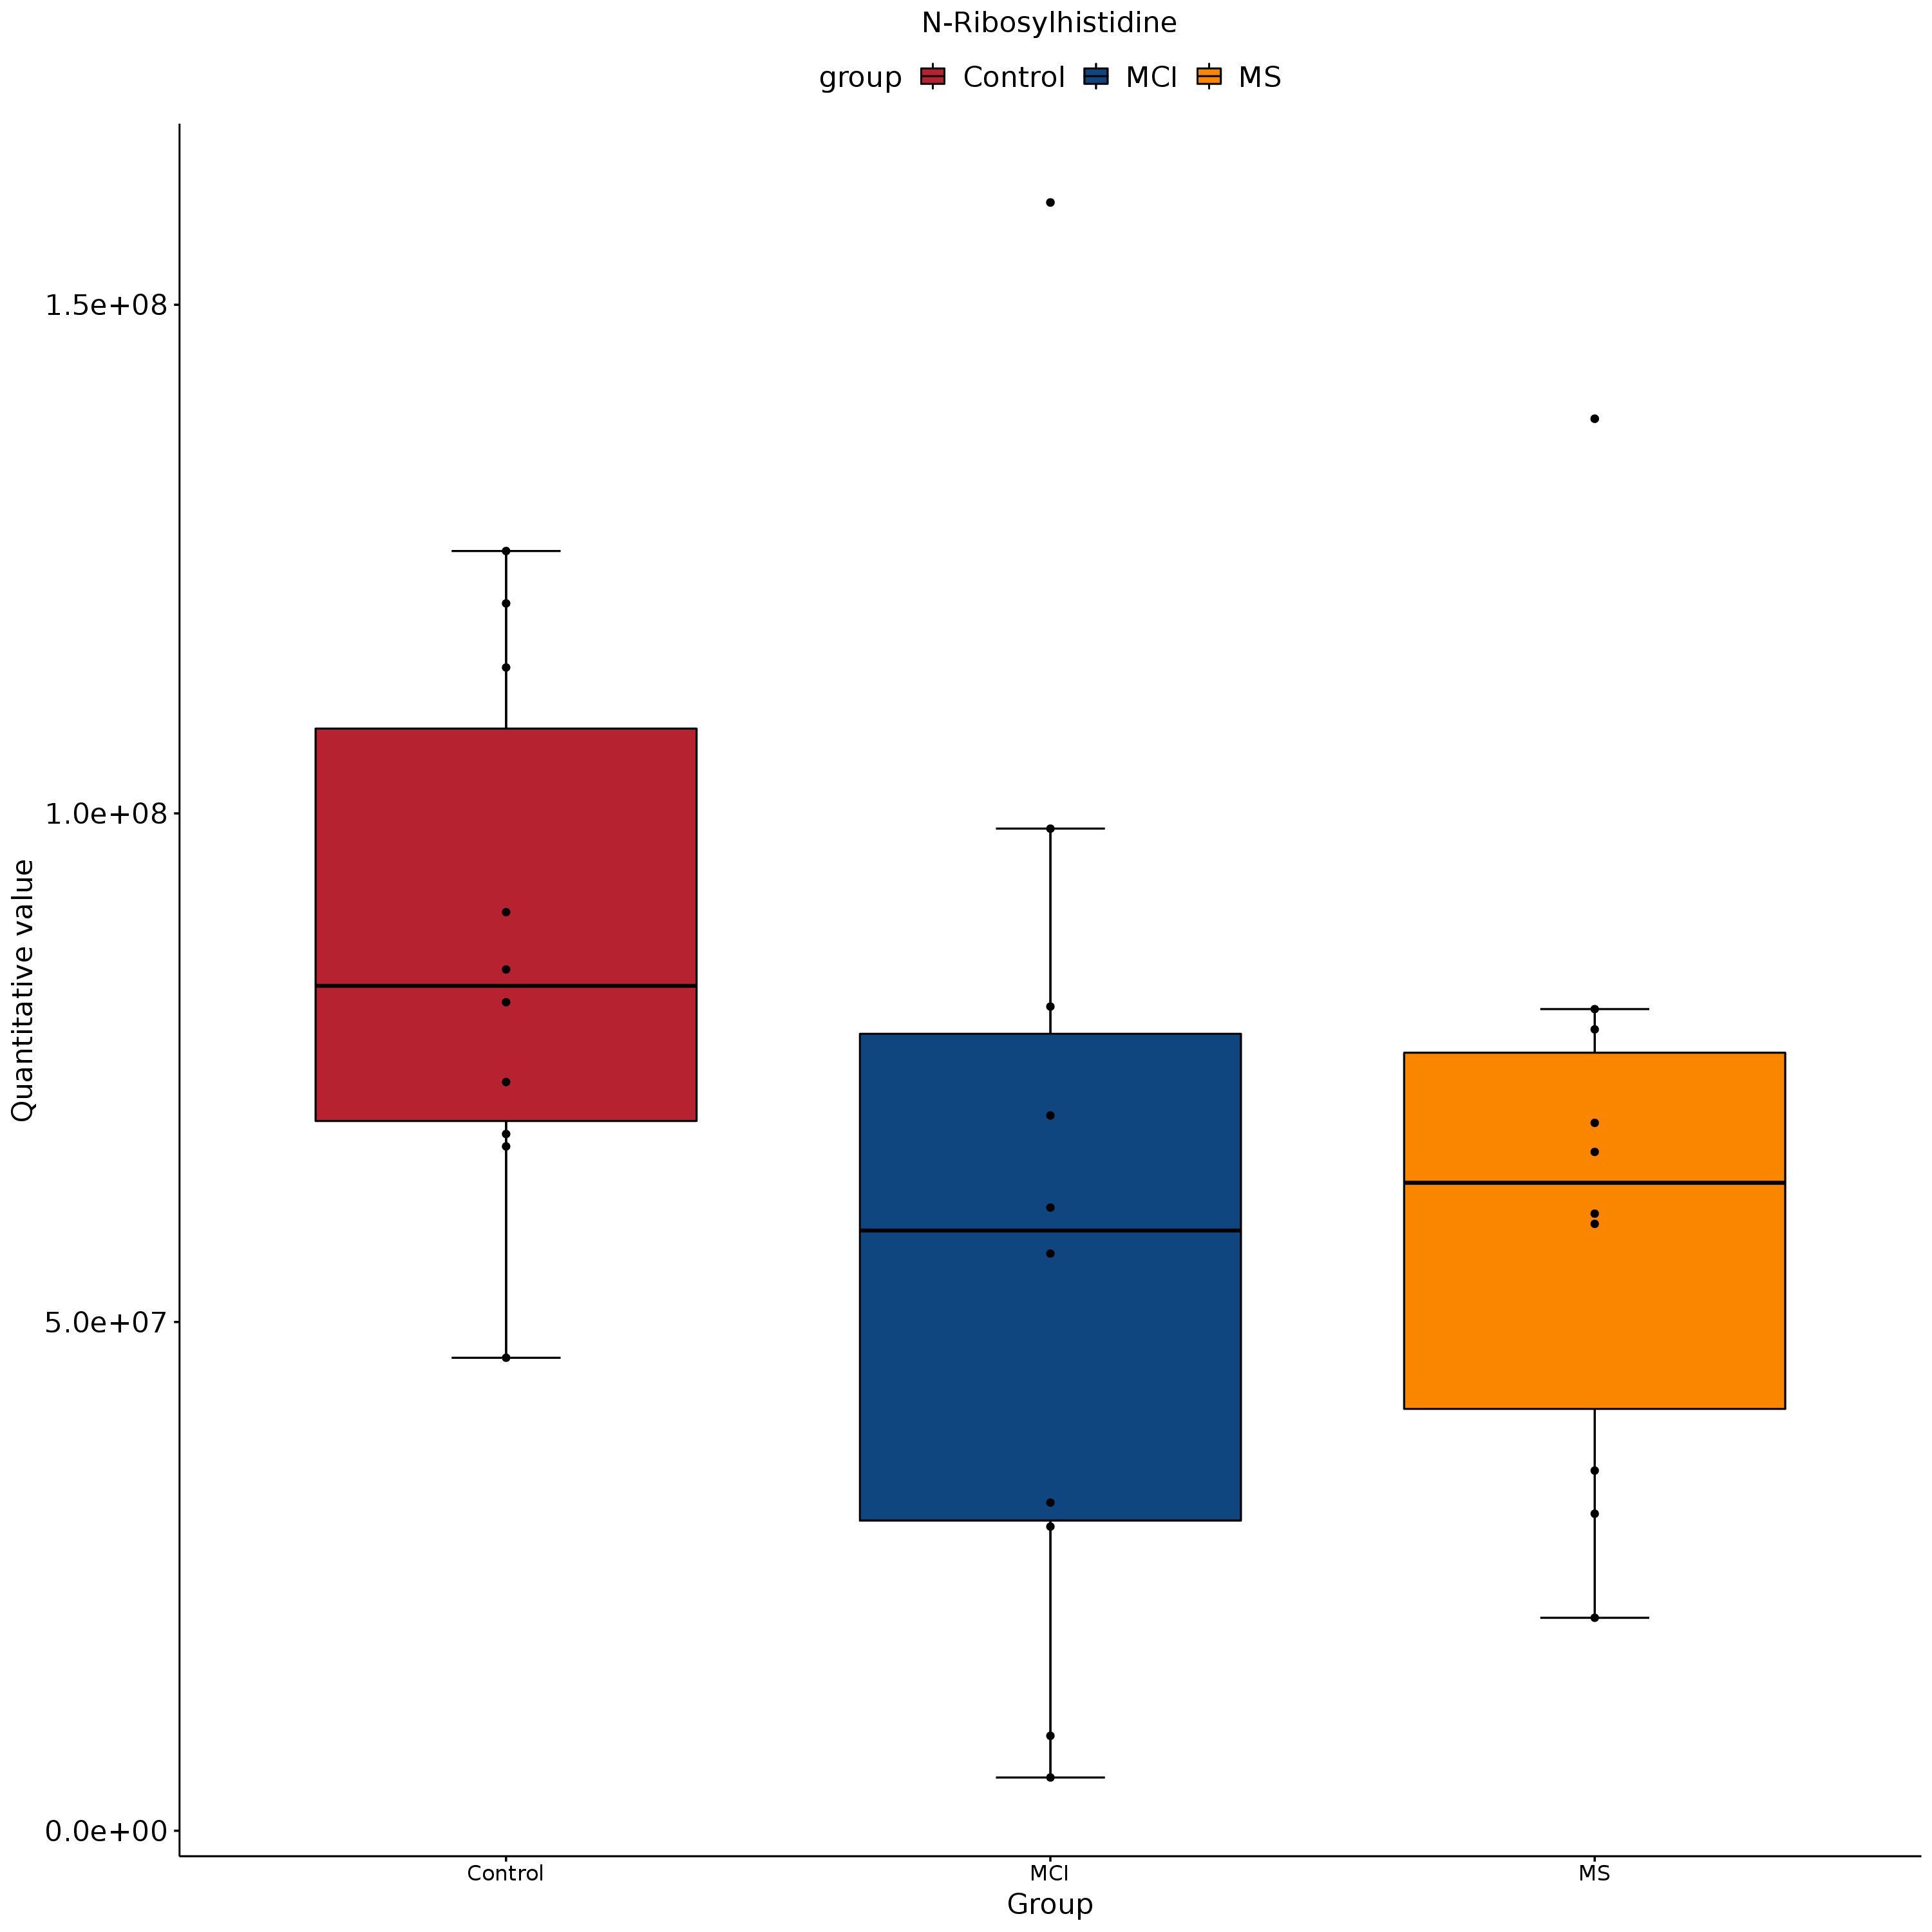 N-Ribosylhistidine
group Control MCI MS
Quantitative value
1.5e+08
1.0e+08
5.0e+07
0.0e+00
Control MCI MS
Group